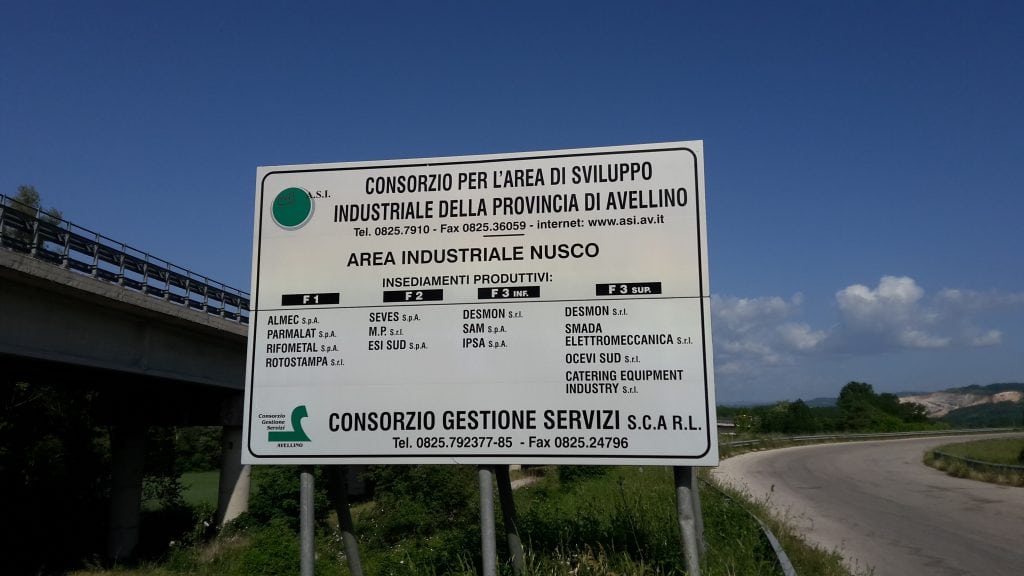 A.S.I.
CONSORZIO PER L'AREA DI SVILUPPO
INDUSTRIALE DELLA PROVINCIA DI AVELLINO
Tel. 0825.7910 - Fax 0825.36059 - internet: www.asi.av.it
AREA INDUSTRIALE NUSCO
INSEDIAMENTI PRODUTTIVI:
F 1
ALMEC S.p.A.
PARMALAT S.p.A.
RIFOMETAL S.p.A.
ROTOSTAMPA S.r.l.
F 2
SEVES S.p.A.
M.P. S.r.l.
ESI SUD S.p.A.
F 3 INF.
DESMON S.r.l.
SAM S.p.A.
IPSA S.p.A.
F 3 SUP.
DESMON S.r.l.
SMADA
ELETTROMECCANICA S.r.l.
OCEVI SUD S.r.l.
CATERING EQUIPMENT
INDUSTRY S.r.l.
Consorzio
Gestione
Servizi
AVELLINO
CONSORZIO GESTIONE SERVIZI S.C.A R.L.
Tel. 0825.792377-85 - Fax 0825.24796